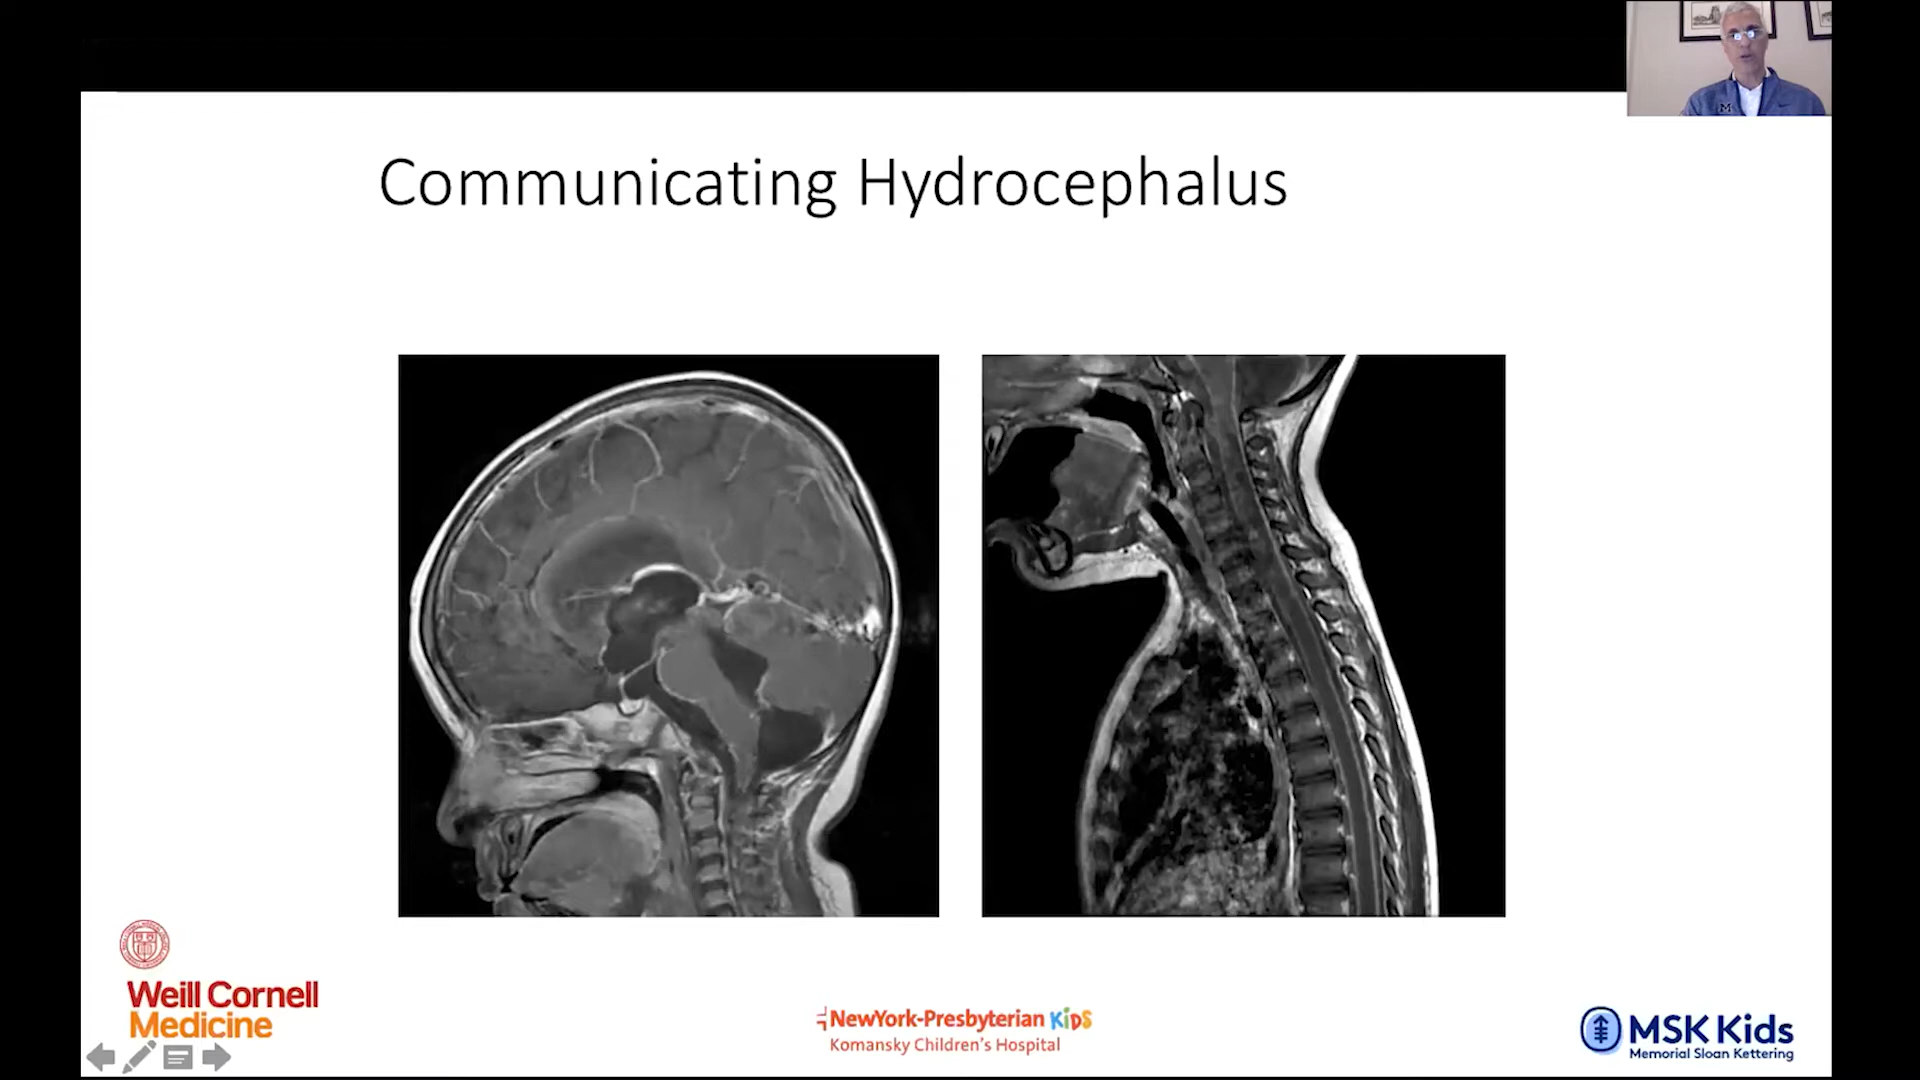 Communicating Hydrocephalus
M
Weill Cornell
Medicine
NewYork-Presbyterian KiDS
Komansky Children's Hospital
MSK Kids
Memorial Sloan Kettering